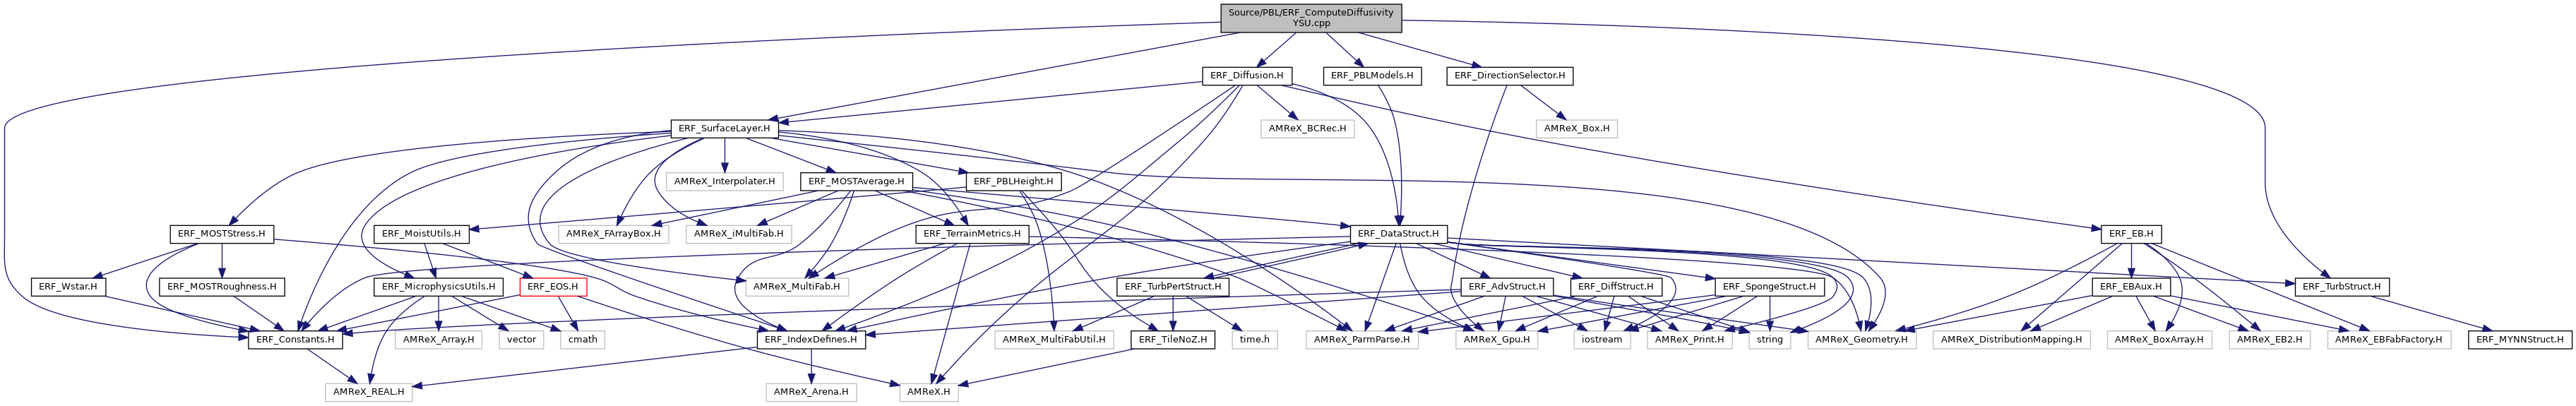 Source/PBL/ERF_ComputeDiffusivity
YSU.cpp
ERF_Diffusion.H
ERF_PBLModels.H
ERF_DirectionSelector.H
ERF_SurfaceLayer.H
AMReX_BCRec.H
AMReX_Box.H
AMReX_Interpolater.H
ERF_MOSTAverage.H
ERF_PBLHeight.H
ERF_MOSTStress.H
ERF_MoistUtils.H
AMReX_FArrayBox.H
AMReX_iMultiFab.H
ERF_TerrainMetrics.H
ERF_DataStruct.H
ERF_EB.H
ERF_Wstar.H
ERF_MOSTRoughness.H
ERF_MicrophysicsUtils.H
ERF_EOS.H
AMReX_MultiFab.H
ERF_TurbPertStruct.H
ERF_AdvStruct.H
ERF_DiffStruct.H
ERF_SpongeStruct.H
ERF_EBAux.H
ERF_TurbStruct.H
ERF_Constants.H
AMReX_Array.H
vector
cmath
ERF_IndexDefines.H
AMReX_MultiFabUtil.H
ERF_TileNoZ.H
time.h
AMReX_ParmParse.H
AMReX_Gpu.H
iostream
AMReX_Print.H
string
AMReX_Geometry.H
AMReX_DistributionMapping.H
AMReX_BoxArray.H
AMReX_EB2.H
AMReX_EBFabFactory.H
ERF_MYNNStruct.H
AMReX_REAL.H
AMReX_Arena.H
AMReX.H